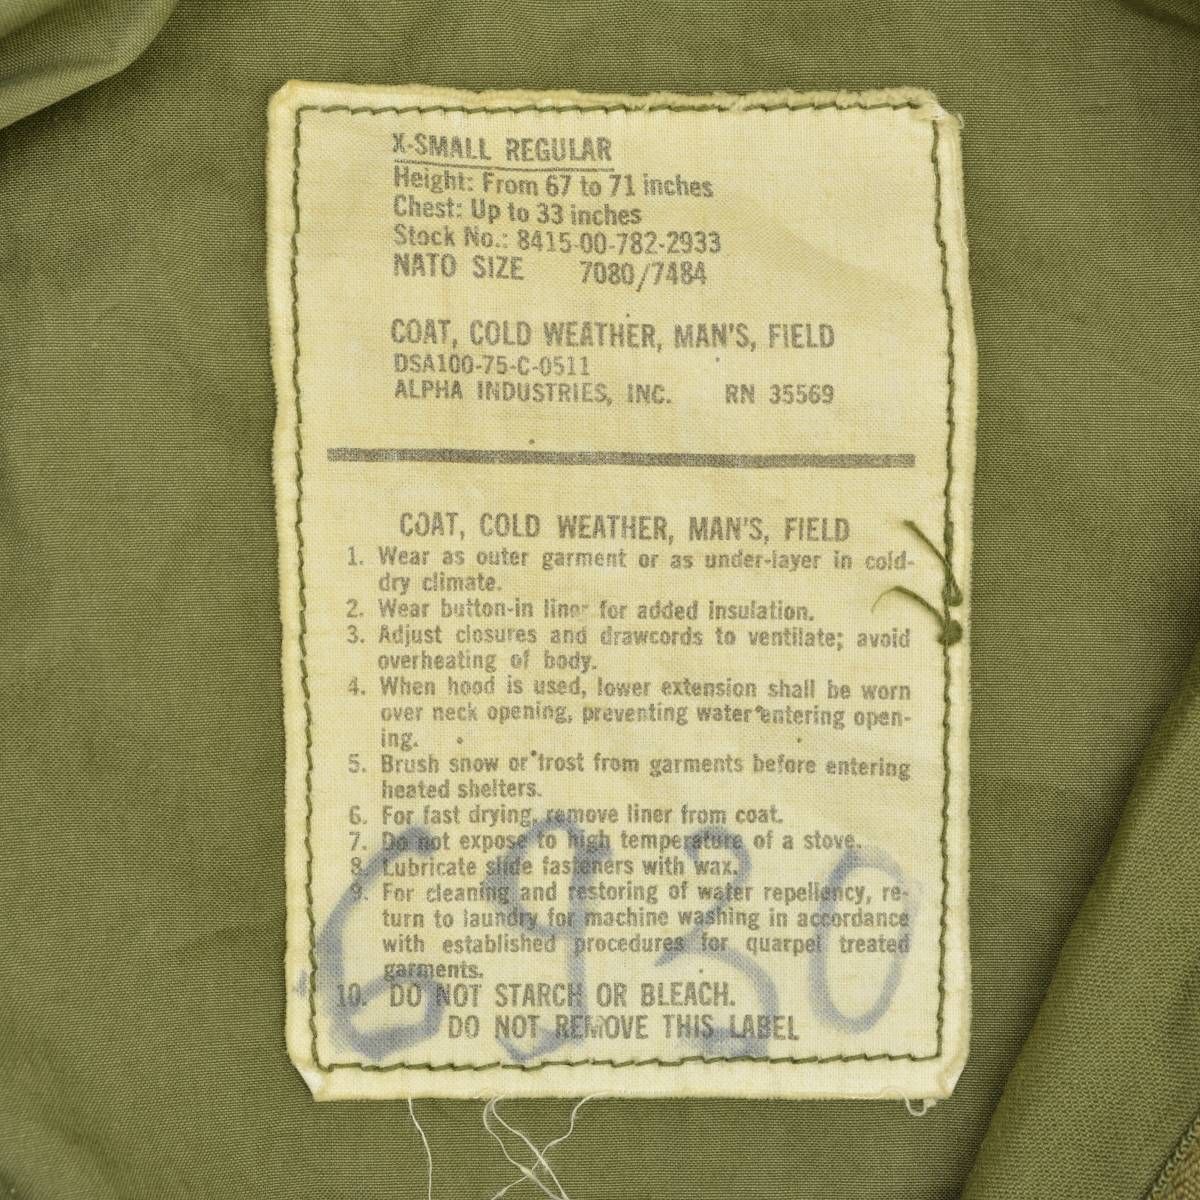 X-SMALL REGULAR
Height: From 67 to 71 inches
Chest: Up to 33 inches
Stock No.: 8415-00-782-2933
NATO SIZE 7080/7484
COAT, COLD WEATHER, MAN'S, FIELD
DSA100-75-C-0511
ALPHA INDUSTRIES, INC. RN 35569
COAT, COLD WEATHER, MAN'S, FIELD
1. Wear as outer garment or as under-layer in cold-
dry climate.
2. Wear button-in liner for added insulation.
3. Adjust closures and drawcords to ventilate; avoid
overheating of body.
4. When hood is used, lower extension shall be worn
over neck opening, preventing water entering open-
ing.
5. Brush snow or frost from garments before entering
heated shelters.
6. For fast drying, remove liner from coat.
7. Do not expose to high temperature of a stove.
8. Lubricate slide fasteners with wax.
9. For cleaning and restoring of water repellency, re-
turn to laundry for machine washing in accordance
with established procedures for quarpel treated
garments.
10. DO NOT STARCH OR BLEACH.
DO NOT REMOVE THIS LABEL
6930